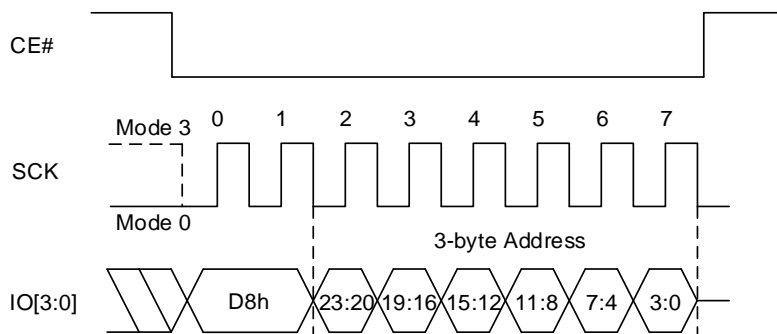 CE#
Mode 3 0 1 2 3 4 5 6 7
SCK
Mode 0
3-byte Address
IO[3:0] D8h 23:20 19:16 15:12 11:8 7:4 3:0